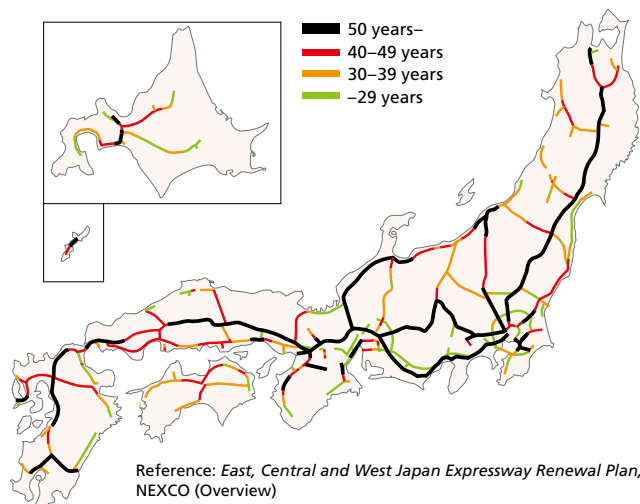 50 years–
40–49 years
30–39 years
–29 years
Reference: East, Central and West Japan Expressway Renewal Plan,
NEXCO (Overview)